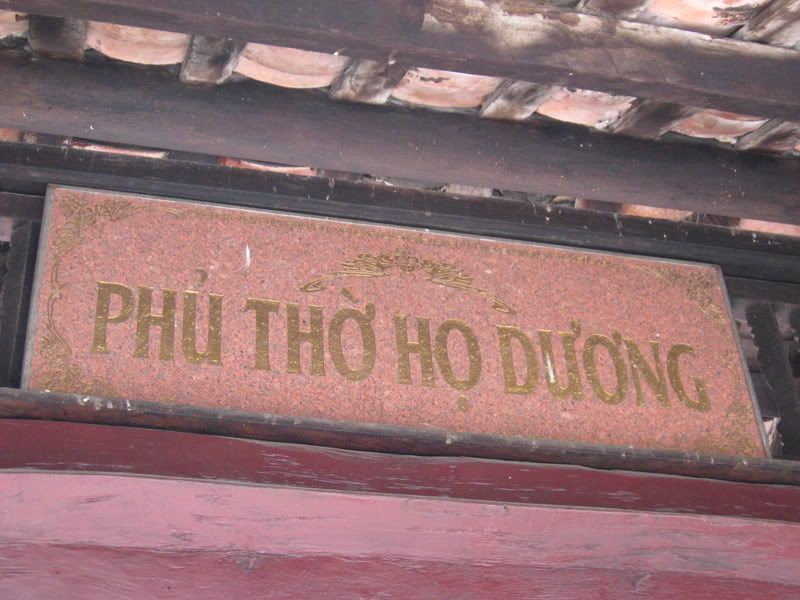 PHỦ THỜ HỌ DƯƠNG